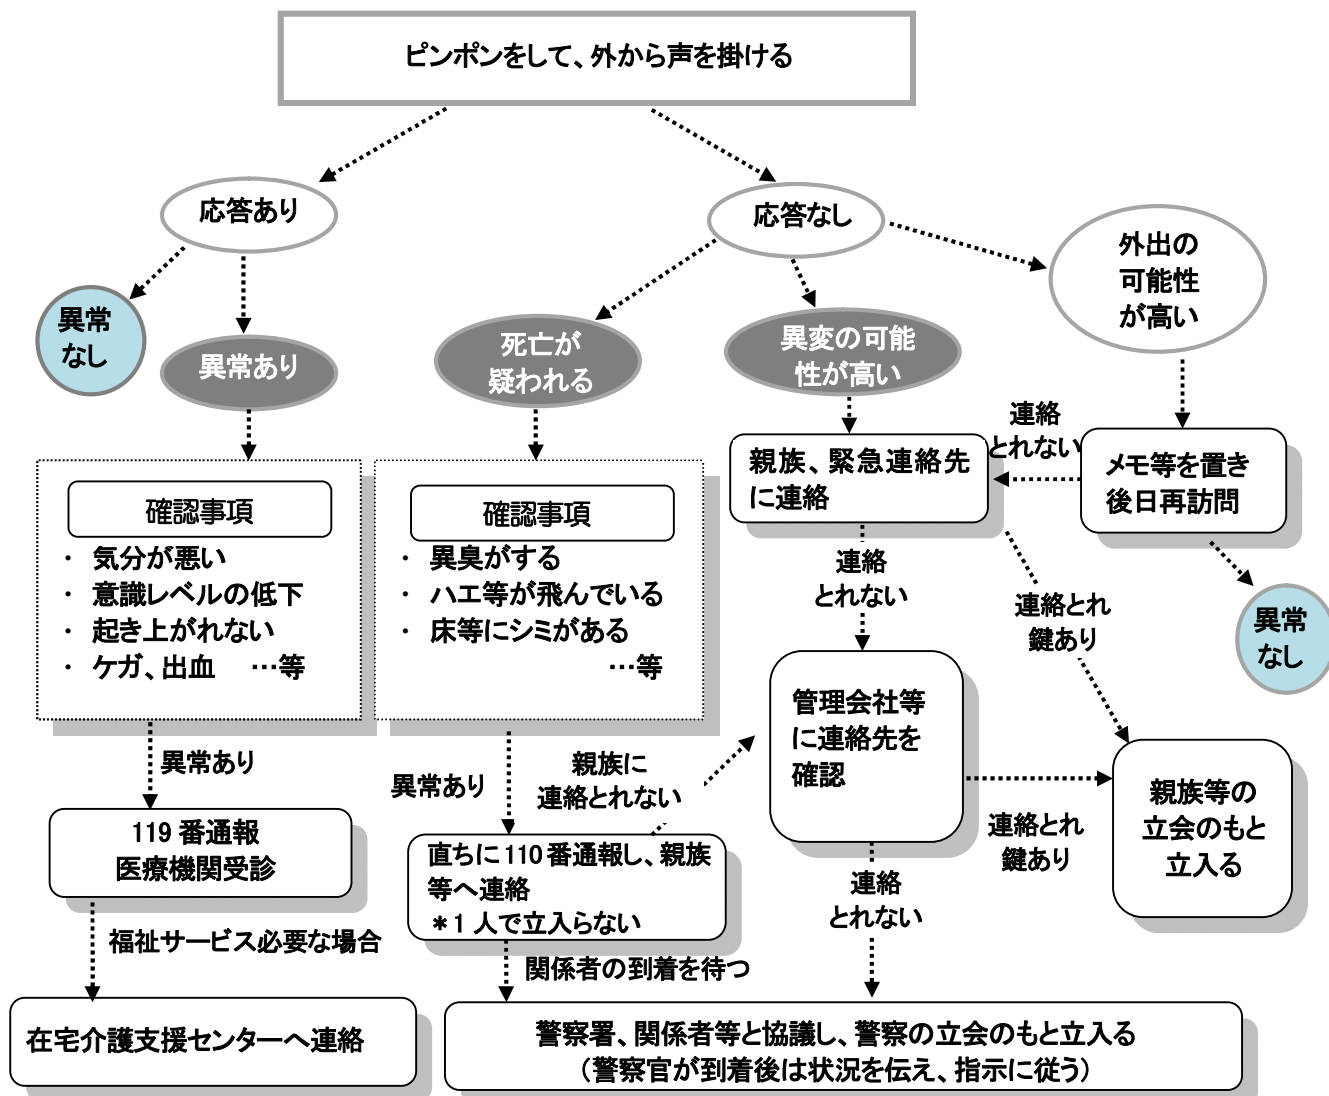 ピンポンをして、外から声を掛ける
応答あり
応答なし
外出の
可能性
が高い
異常
なし
異常あり
死亡が
疑われる
異変の可能
性が高い
連絡
とれない
親族、緊急連絡先
に連絡
メモ等を置き
後日再訪問
確認事項
・ 気分が悪い
・ 意識レベルの低下
・ 起き上がれない
・ ケガ、出血 …等
確認事項
・ 異臭がする
・ ハエ等が飛んでいる
・ 床等にシミがある
…等
連絡
とれない
連絡とれ
鍵あり
異常
なし
管理会社等
に連絡先を
確認
異常あり
異常あり
親族に
連絡とれない
119 番通報
医療機関受診
直ちに 110 番通報し、親族
等へ連絡
*1 人で立入らない
連絡とれ
鍵あり
親族等の
立会のもと
立入る
連絡
とれない
福祉サービス必要な場合
関係者の到着を待つ
在宅介護支援センターへ連絡
警察署、関係者等と協議し、警察の立会のもと立入る
（警察官が到着後は状況を伝え、指示に従う）